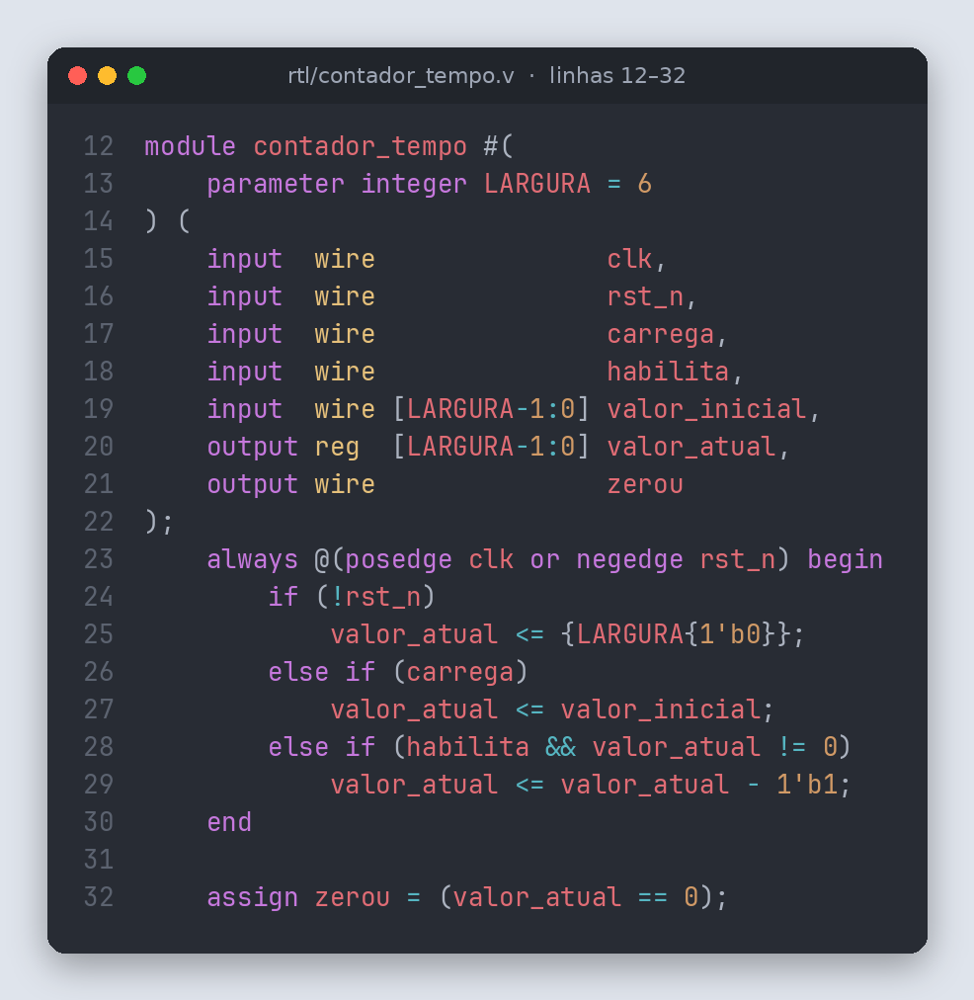 rtl/contador_tempo.v · linhas 12–32
12 module contador_tempo #(
13     parameter integer LARGURA = 6
14 ) (
15     input  wire               clk,
16     input  wire               rst_n,
17     input  wire               carrega,
18     input  wire               habilita,
19     input  wire [LARGURA-1:0] valor_inicial,
20     output reg  [LARGURA-1:0] valor_atual,
21     output wire               zerou
22 );
23     always @(posedge clk or negedge rst_n) begin
24         if (!rst_n)
25             valor_atual <= {LARGURA{1'b0}};
26         else if (carrega)
27             valor_atual <= valor_inicial;
28         else if (habilita && valor_atual != 0)
29             valor_atual <= valor_atual - 1'b1;
30     end
31
32     assign zerou = (valor_atual == 0);